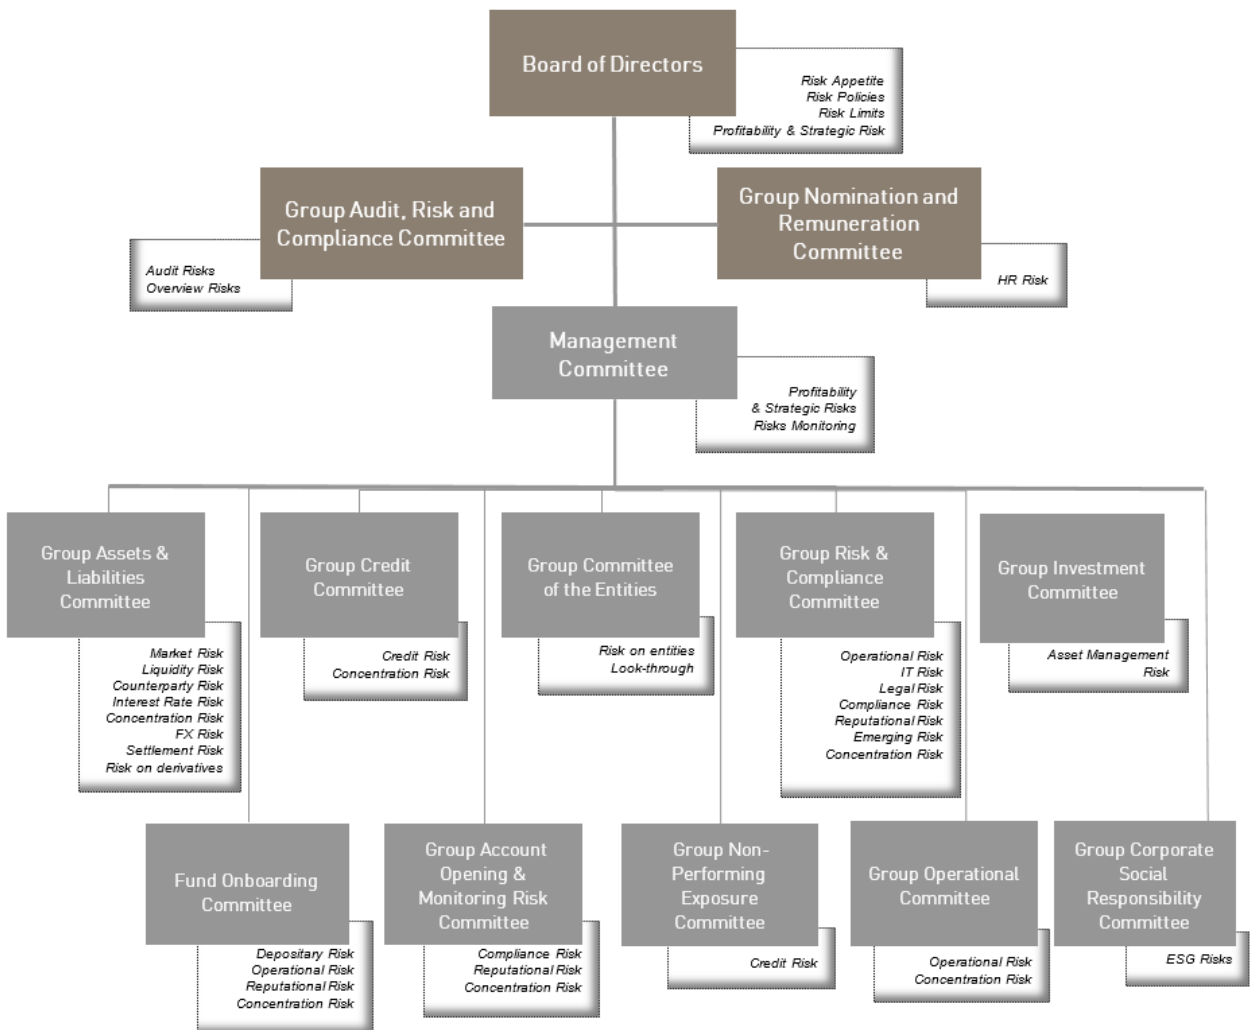 Board of Directors
Risk Appetite
Risk Policies
Risk Limits
Profitability & Strategic Risk
Group Audit, Risk and
Compliance Committee
Audit Risks
Overview Risks
Group Nomination and
Remuneration
Committee
HR Risk
Management
Committee
Profitability
& Strategic Risks
Risks Monitoring
Group Assets &
Liabilities
Committee
Market Risk
Liquidity Risk
Counterparty Risk
Interest Rate Risk
Concentration Risk
FX Risk
Settlement Risk
Risk on derivatives
Group Credit
Committee
Credit Risk
Concentration Risk
Group Committee
of the Entities
Risk on entities
Look-through
Group Risk &
Compliance
Committee
Operational Risk
IT Risk
Legal Risk
Compliance Risk
Reputational Risk
Emerging Risk
Concentration Risk
Group Investment
Committee
Asset Management
Risk
Fund Onboarding
Committee
Depositary Risk
Operational Risk
Reputational Risk
Concentration Risk
Group Account
Opening &
Monitoring Risk
Committee
Compliance Risk
Reputational Risk
Concentration Risk
Group Non-
Performing
Exposure
Committee
Credit Risk
Group Operational
Committee
Operational Risk
Concentration Risk
Group Corporate
Social
Responsibility
Committee
ESG Risks